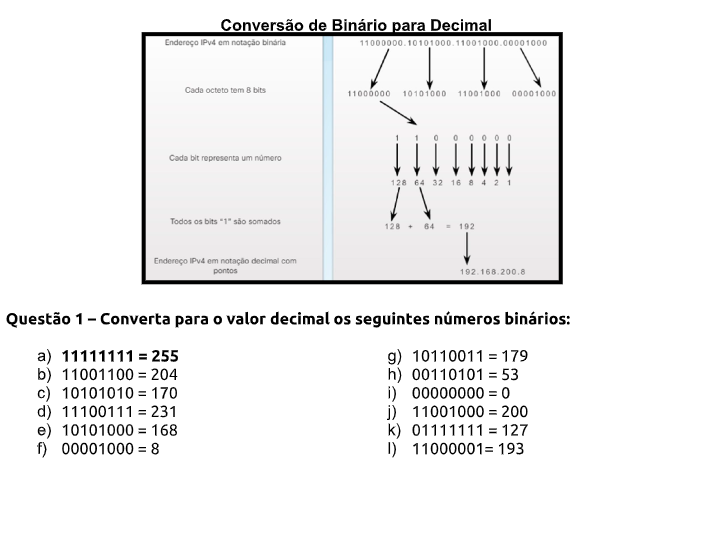 Conversão de Binário para Decimal
Endereço IPv4 em notação binária
11000000.10101000.11001000.00001000
Cada octeto tem 8 bits
11000000 10101000 11001000 00001000
1 1 0 0 0 0 0 0
Cada bit representa um número
128 64 32 16 8 4 2 1
Todos os bits "1" são somados
128 + 64 = 192
Endereço IPv4 em notação decimal com
pontos
192.168.200.8
Questão 1 – Converta para o valor decimal os seguintes números binários:
a) 11111111 = 255
b) 11001100 = 204
c) 10101010 = 170
d) 11100111 = 231
e) 10101000 = 168
f) 00001000 = 8
g) 10110011 = 179
h) 00110101 = 53
i) 00000000 = 0
j) 11001000 = 200
k) 01111111 = 127
l) 11000001= 193